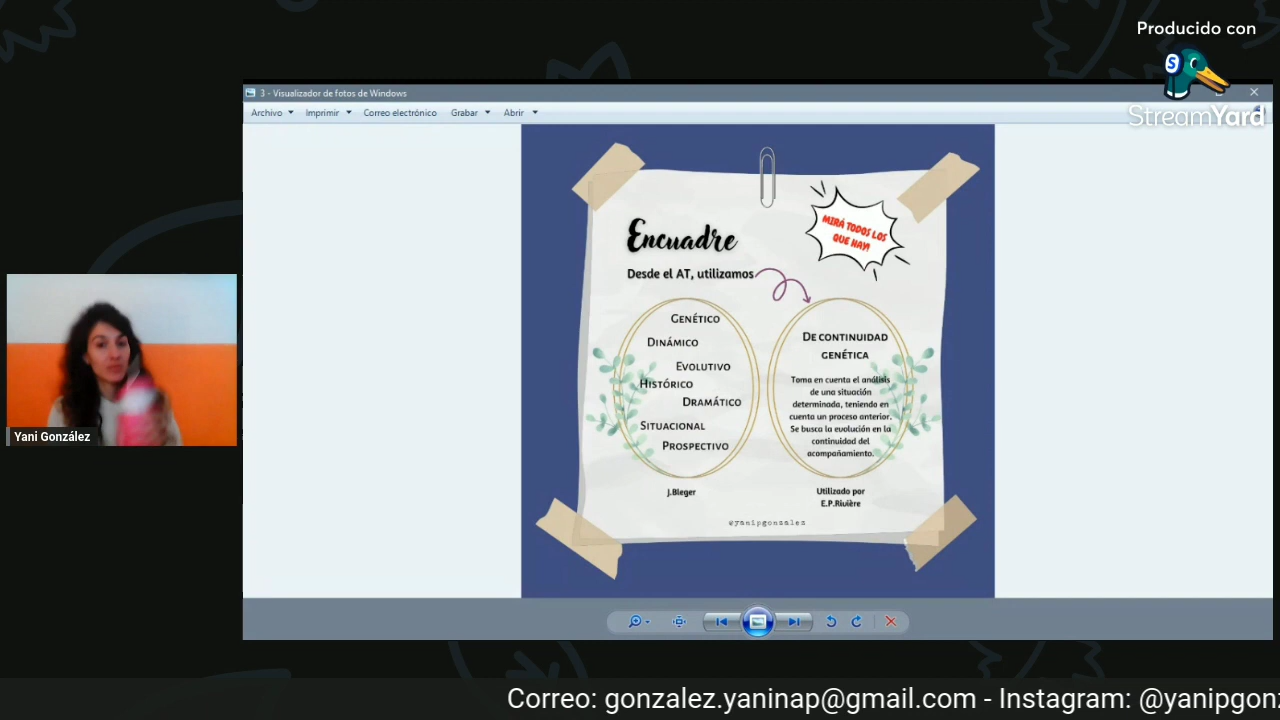 Producido con
S
StreamYard
3 - Visualizador de fotos de Windows
Archivo Imprimir Correo electrónico Grabar Abrir
Encuadre
MIRÁ TODOS LOS
QUE HAY!
Desde el AT, utilizamos
GENÉTICO
DINÁMICO
EVOLUTIVO
HISTÓRICO
DRAMÁTICO
SITUACIONAL
PROSPECTIVO
J.Bleger
DE CONTINUIDAD
GENÉTICA
Toma en cuenta el análisis
de una situación
determinada, teniendo en
cuenta un proceso anterior.
Se busca la evolución en la
continuidad del
acompañamiento.
Utilizado por
E.P.Rivière
@yanipgonzalez
Yani González
Correo: gonzalez.yaninap@gmail.com - Instagram: @yanipgonz